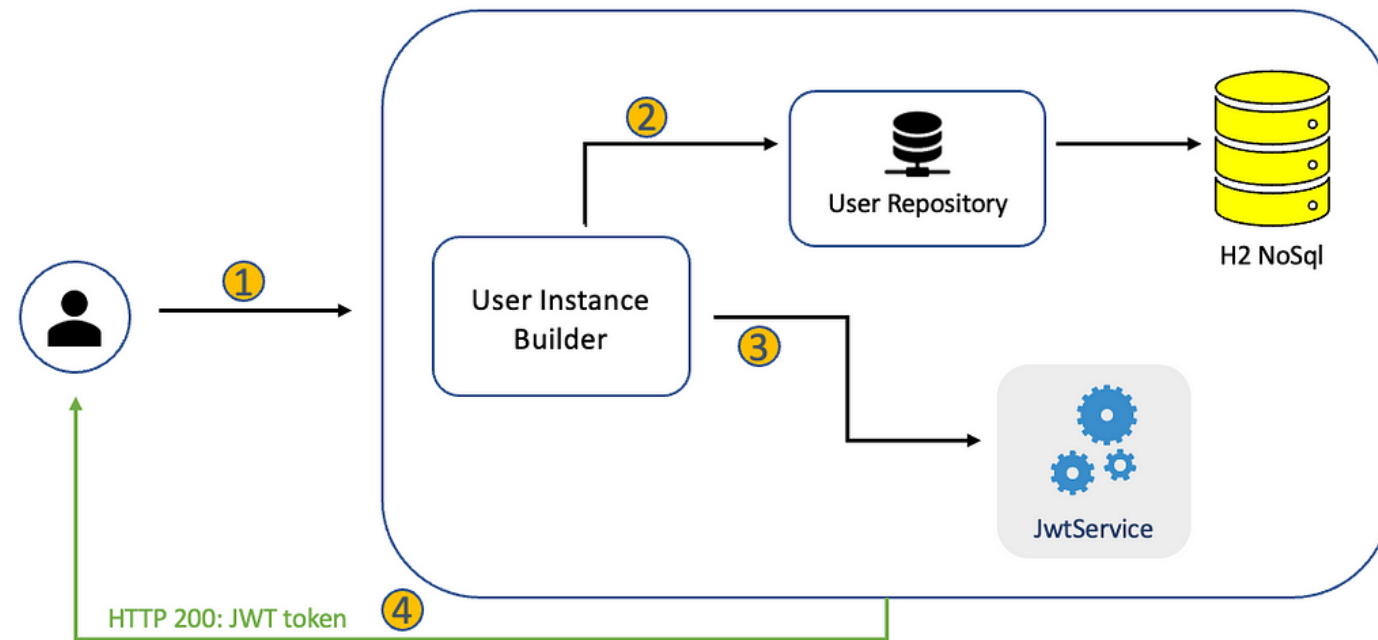 2
User Repository
H2 NoSql
1
User Instance
Builder
3
JwtService
HTTP 200: JWT token
4